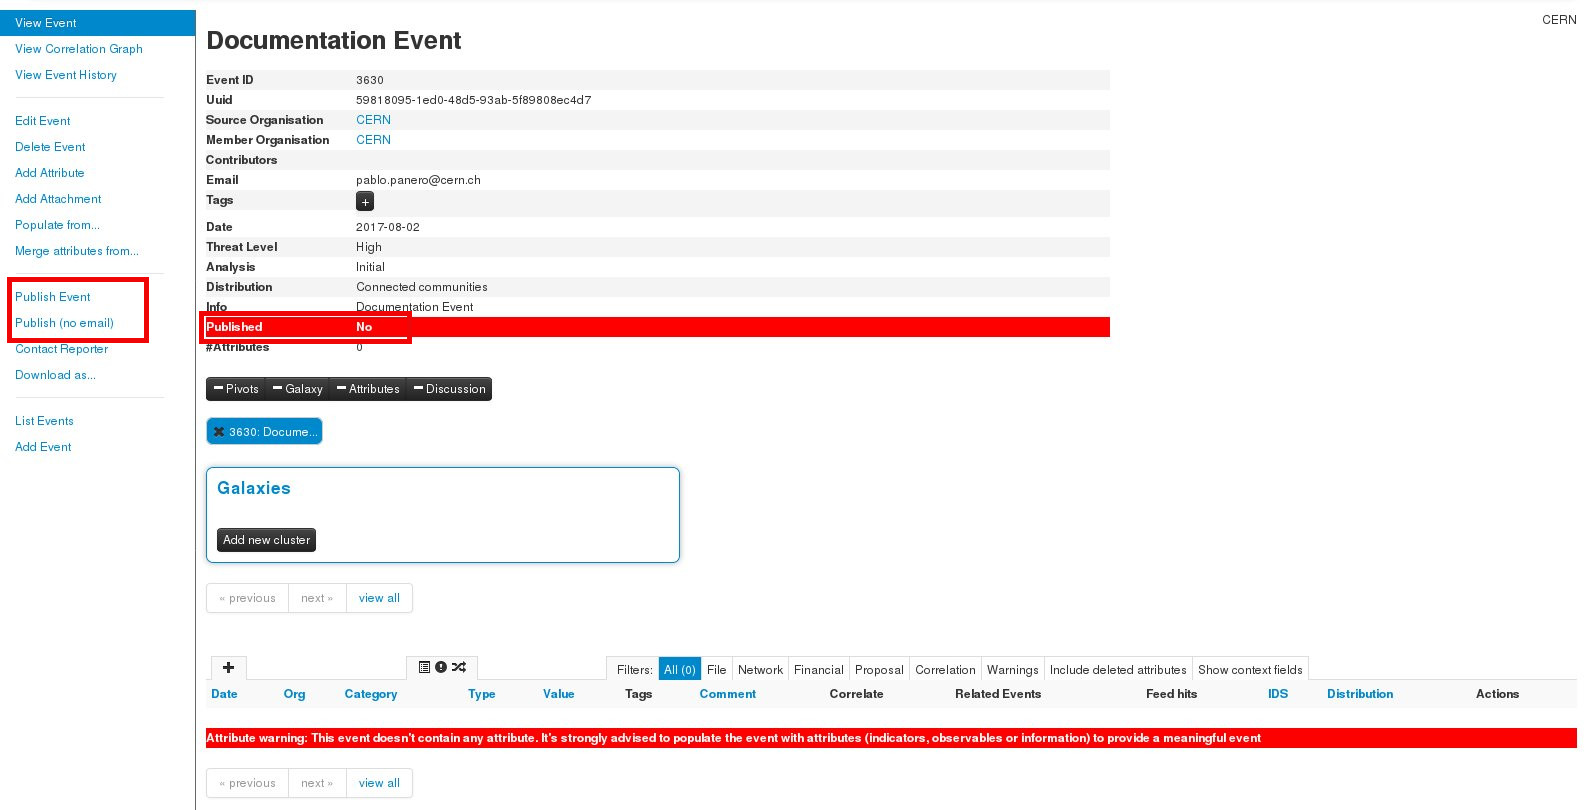 View Event
View Correlation Graph
View Event History
Edit Event
Delete Event
Add Attribute
Add Attachment
Populate from...
Merge attributes from...
Publish Event
Publish (no email)
Contact Reporter
Download as...
List Events
Add Event
CERN
Documentation Event
Event ID 3630
Uuid 59818095-1ed0-48d5-93ab-5f89808ec4d7
Source Organisation CERN
Member Organisation CERN
Contributors
Email pablo.panero@cern.ch
Tags +
Date 2017-08-02
Threat Level High
Analysis Initial
Distribution Connected communities
Info Documentation Event
Published No
#Attributes 0
Pivots Galaxy Attributes Discussion
3630: Docume...
Galaxies
Add new cluster
« previous next » view all
Filters: All (0) File Network Financial Proposal Correlation Warnings Include deleted attributes Show context fields
Date Org Category Type Value Tags Comment Correlate Related Events Feed hits IDS Distribution Actions
Attribute warning: This event doesn't contain any attribute. It's strongly advised to populate the event with attributes (indicators, observables or information) to provide a meaningful event
« previous next » view all